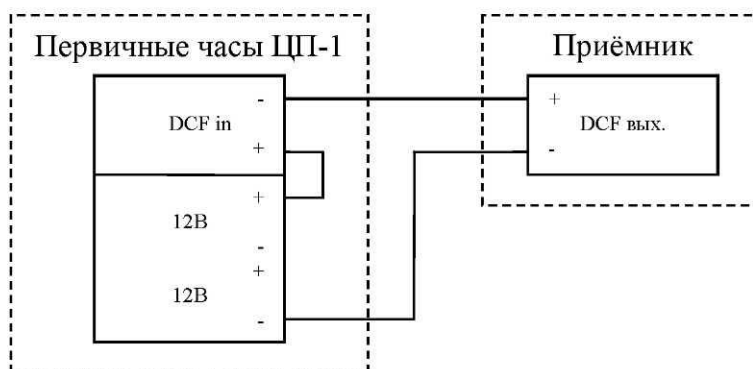 Первичные часы ЦП-1
Приёмник
-
DCF in
+
+
12В
-
+
12В
-
+
DCF вых.
-